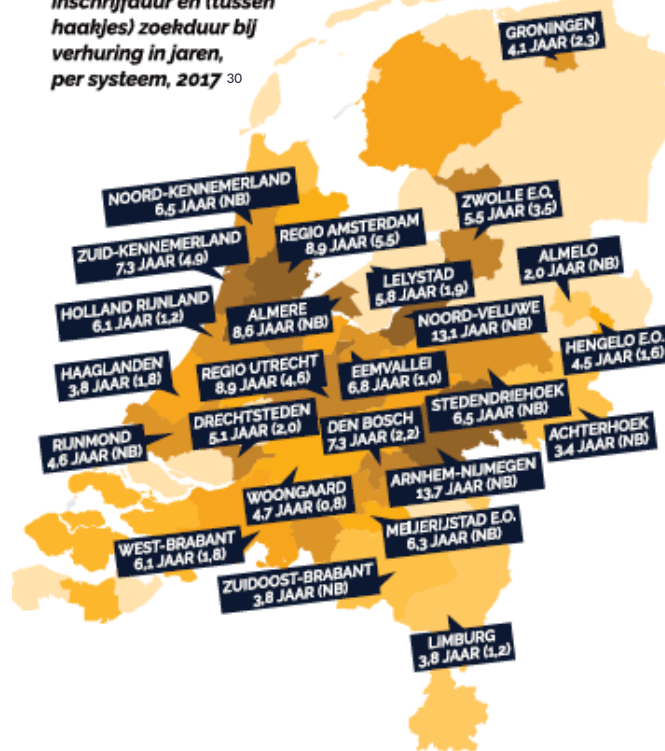 inschrijfduur en (tussen
haakjes) zoekduur bij
verhuring in jaren,
per systeem, 2017 30
GRONINGEN
4,1 JAAR (2,3)
NOORD-KENNEMERLAND
6,5 JAAR (NB)
ZWOLLE E.O.
5.5 JAAR (3,5)
ZUID-KENNEMERLAND
7.3 JAAR (4.9)
REGIO AMSTERDAM
8,9 JAAR (5.5)
ALMELO
2,0 JAAR (NB)
LELYSTAD
5,8 JAAR (1,9)
HOLLAND RIJNLAND
6,1 JAAR (1,2)
ALMERE
8,6 JAAR (NB)
NOORD-VELUWE
13,1 JAAR (NB)
HENGELO E.O.
4,5 JAAR (1,6)
HAAGLANDEN
3,8 JAAR (1,8)
REGIO UTRECHT
8,9 JAAR (4,6)
EEMVALLEI
6,8 JAAR (1,0)
STEDENDRIEHOEK
6,5 JAAR (NB)
DRECHTSTEDEN
5.1 JAAR (2,0)
DEN BOSCH
7.3 JAAR (2,2)
ACHTERHOEK
3.4 JAAR (NB)
RIJNMOND
4,6 JAAR (NB)
ARNHEM-NIJMEGEN
13,7 JAAR (NB)
WOONGAARD
4,7 JAAR (0,8)
MEIJERIJSTAD E.O.
6,3 JAAR (NB)
WEST-BRABANT
6,1 JAAR (1,8)
ZUIDOOST-BRABANT
3,8 JAAR (NB)
LIMBURG
3,8 JAAR (1,2)